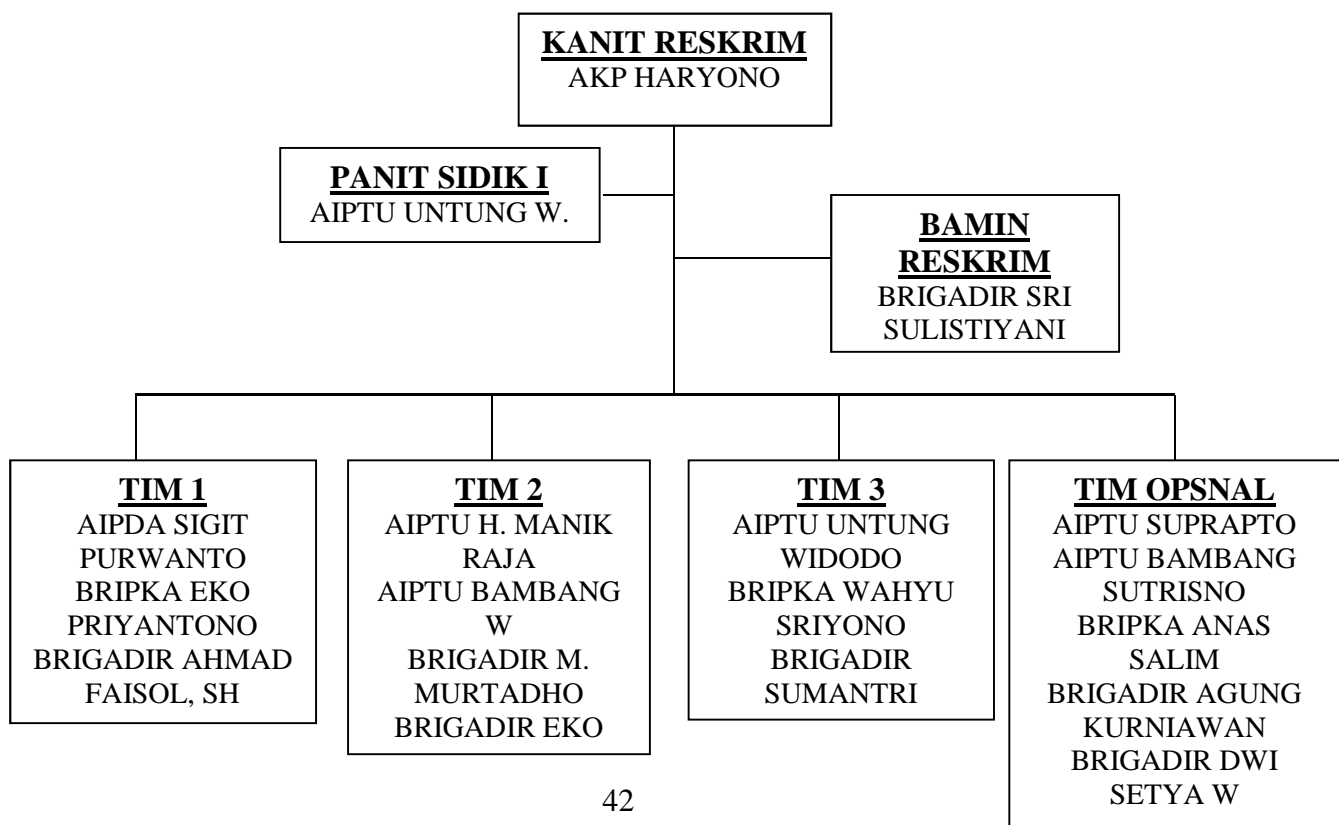 KANIT RESKRIM
AKP HARYONO
PANIT SIDIK I
AIPTU UNTUNG W.
BAMIN
RESKRIM
BRIGADIR SRI
SULISTIYANI
TIM 1
AIPDA SIGIT
PURWANTO
BRIPKA EKO
PRIYANTONO
BRIGADIR AHMAD
FAISOL, SH
TIM 2
AIPTU H. MANIK
RAJA
AIPTU BAMBANG
W
BRIGADIR M.
MURTADHO
BRIGADIR EKO
TIM 3
AIPTU UNTUNG
WIDODO
BRIPKA WAHYU
SRIYONO
BRIGADIR
SUMANTRI
TIM OPSNAL
AIPTU SUPRAPTO
AIPTU BAMBANG
SUTRISNO
BRIPKA ANAS
SALIM
BRIGADIR AGUNG
KURNIAWAN
BRIGADIR DWI
SETYA W
42